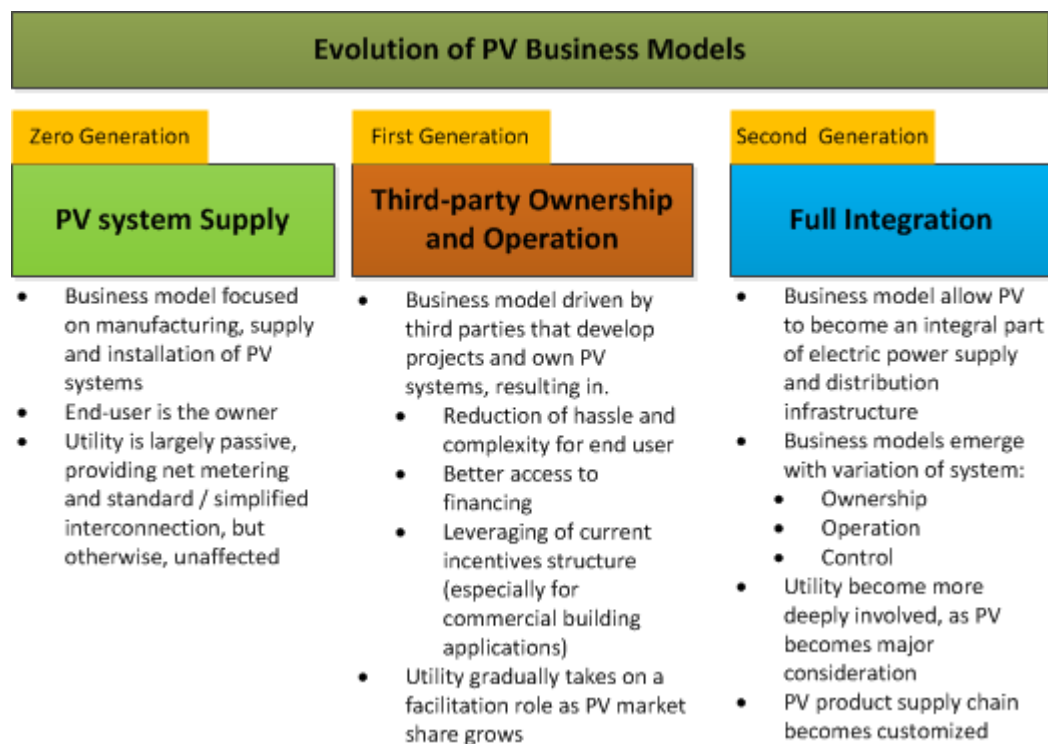 Evolution of PV Business Models
Zero Generation
PV system Supply
• Business model focused
on manufacturing, supply
and installation of PV
systems
• End-user is the owner
• Utility is largely passive,
providing net metering
and standard / simplified
interconnection, but
otherwise, unaffected
First Generation
Third-party Ownership
and Operation
• Business model driven by
third parties that develop
projects and own PV
systems, resulting in.
• Reduction of hassle and
complexity for end user
• Better access to
financing
• Leveraging of current
incentives structure
(especially for
commercial building
applications)
• Utility gradually takes on a
facilitation role as PV market
share grows
Second Generation
Full Integration
• Business model allow PV
to become an integral part
of electric power supply
and distribution
infrastructure
• Business models emerge
with variation of system:
• Ownership
• Operation
• Control
• Utility become more
deeply involved, as PV
becomes major
consideration
• PV product supply chain
becomes customized